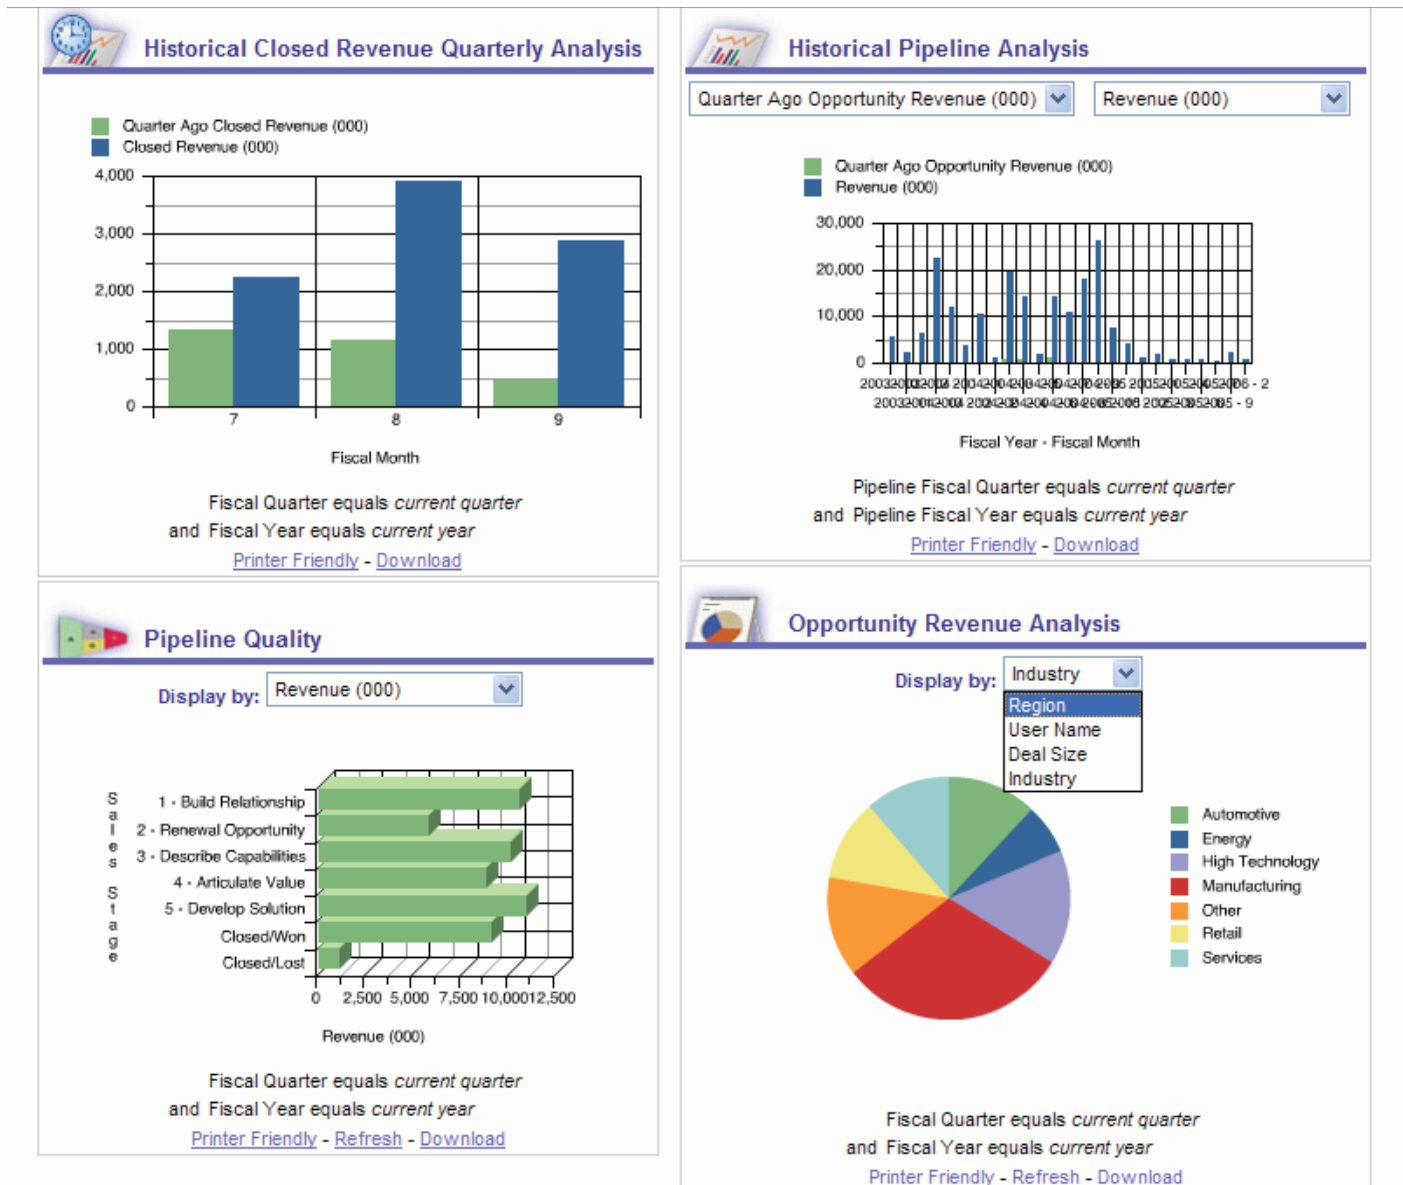 Historical Closed Revenue Quarterly Analysis
Quarter Ago Closed Revenue (000)
Closed Revenue (000)
4,000
3,000
2,000
1,000
0
7 8 9
Fiscal Month
Fiscal Quarter equals current quarter
and Fiscal Year equals current year
Printer Friendly - Download
Historical Pipeline Analysis
Quarter Ago Opportunity Revenue (000) Revenue (000)
Quarter Ago Opportunity Revenue (000)
Revenue (000)
30,000
20,000
10,000
0
Fiscal Year - Fiscal Month
Pipeline Fiscal Quarter equals current quarter
and Pipeline Fiscal Year equals current year
Printer Friendly - Download
Pipeline Quality
Display by: Revenue (000)
Sales Stage
1 - Build Relationship
2 - Renewal Opportunity
3 - Describe Capabilities
4 - Articulate Value
5 - Develop Solution
Closed/Won
Closed/Lost
0 2,500 5,000 7,500 10,000 12,500
Revenue (000)
Fiscal Quarter equals current quarter
and Fiscal Year equals current year
Printer Friendly - Refresh - Download
Opportunity Revenue Analysis
Display by: Industry
Region
User Name
Deal Size
Industry
Automotive
Energy
High Technology
Manufacturing
Other
Retail
Services
Fiscal Quarter equals current quarter
and Fiscal Year equals current year
Printer Friendly - Refresh - Download